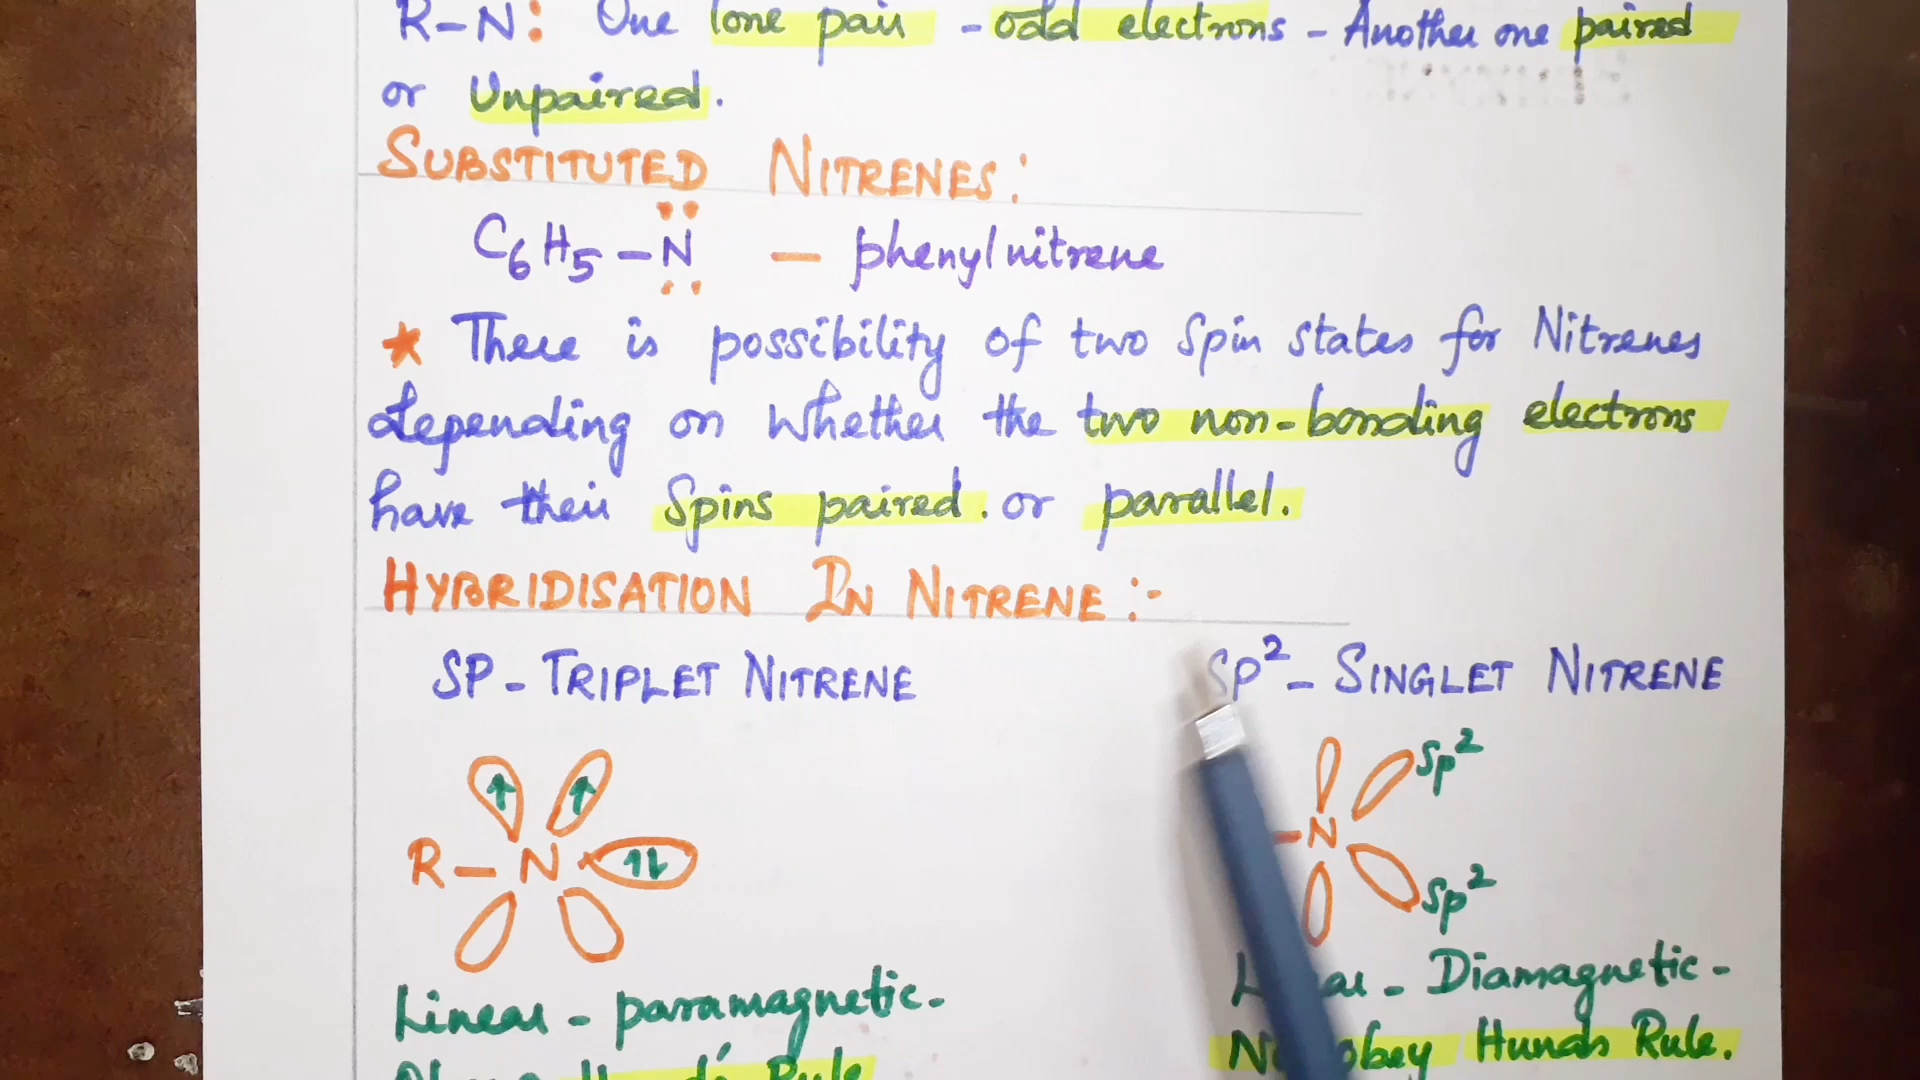 R-N: One lone pair - odd electrons - Another one paired
or Unpaired.
SUBSTITUTED NITRENES:
C6H5-N - phenylnitrene
* There is possibility of two Spin states for Nitrenes
depending on whether the two non-bonding electrons
have their Spins paired. or parallel.
HYBRIDISATION IN NITRENE:-
SP - TRIPLET NITRENE
SP² - SINGLET NITRENE
R-N
↑ ↑ ↑↓
N
Sp²
Sp²
Linear - paramagnetic -
Diamagnetic -
obey Hunds Rule.
Rule